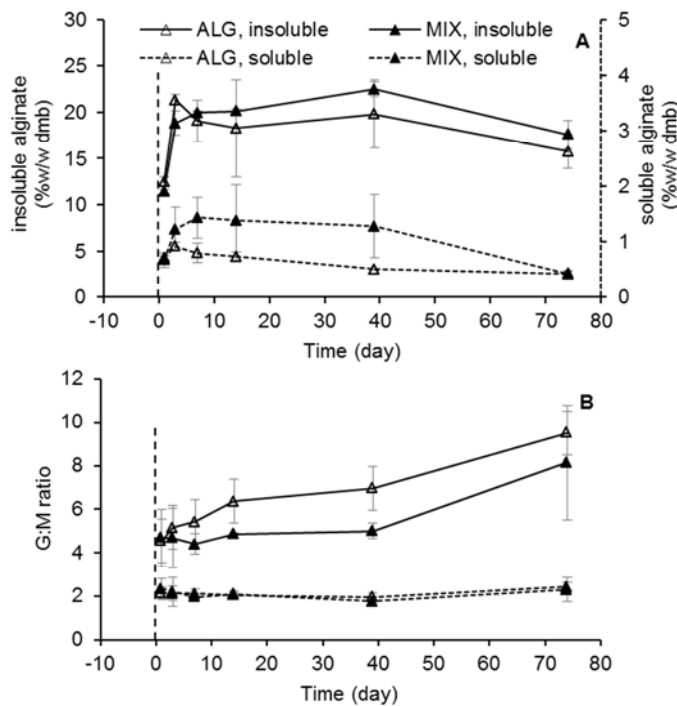 ALG, insoluble MIX, insoluble
ALG, soluble MIX, soluble
A
30
25
20
15
10
5
0
insoluble alginate
(%w/w dmb)
5
4
3
2
1
0
soluble alginate
(%w/w dmb)
-10 0 10 20 30 40 50 60 70 80
Time (day)
B
12
10
8
6
4
2
0
G:M ratio
-10 0 10 20 30 40 50 60 70 80
Time (day)